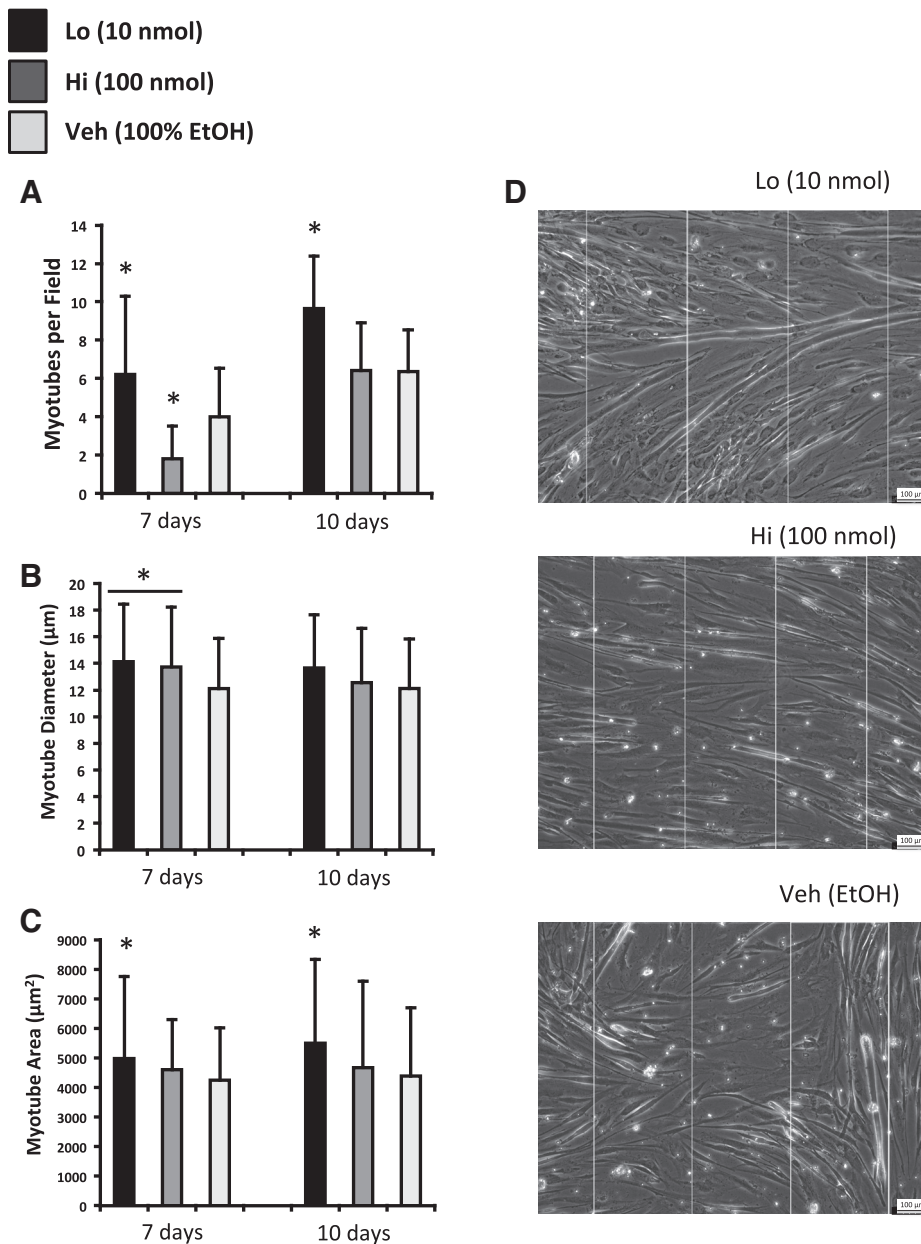 Lo (10 nmol)
Hi (100 nmol)
Veh (100% EtOH)
A
Myotubes per Field
14
12
10
8
6
4
2
0
*
*
*
7 days
10 days
B
Myotube Diameter (µm)
20
18
16
14
12
10
8
6
4
2
0
*
7 days
10 days
C
Myotube Area (µm²)
9000
8000
7000
6000
5000
4000
3000
2000
1000
0
*
*
7 days
10 days
D
Lo (10 nmol)
100 µ
Hi (100 nmol)
100 µ
Veh (EtOH)
100 µ